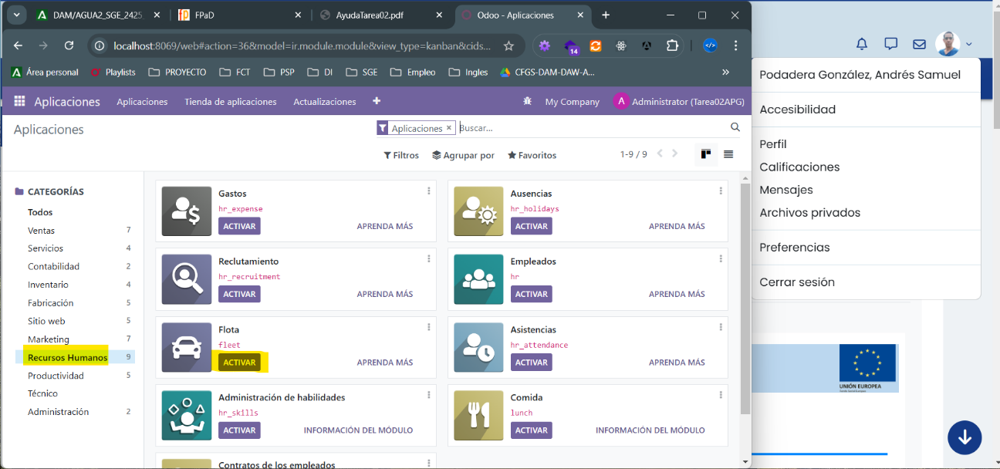 DAM/AGUA2_SGE_2425
FPaD
AyudaTarea02.pdf
Odoo - Aplicaciones
localhost:8069/web#action=36&model=ir.module.module&view_type=kanban&cids...
14
Área personal
Playlists
PROYECTO
FCT
PSP
DI
SGE
Empleo
Ingles
CFGS-DAM-DAW-A...
Aplicaciones
Aplicaciones
Tienda de aplicaciones
Actualizaciones
My Company
A
Administrator (Tarea02APG)
Aplicaciones
Aplicaciones
Buscar...
Filtros
Agrupar por
Favoritos
1-9 / 9
CATEGORÍAS
Todos
Ventas 7
Servicios 4
Contabilidad 2
Inventario 4
Fabricación 5
Sitio web 5
Marketing 7
Recursos Humanos 9
Productividad 5
Técnico
Administración 2
Gastos
hr_expense
ACTIVAR
APRENDA MÁS
Ausencias
hr_holidays
ACTIVAR
APRENDA MÁS
Reclutamiento
hr_recruitment
ACTIVAR
APRENDA MÁS
Empleados
hr
ACTIVAR
APRENDA MÁS
Flota
fleet
ACTIVAR
APRENDA MÁS
Asistencias
hr_attendance
ACTIVAR
APRENDA MÁS
Administración de habilidades
hr_skills
ACTIVAR
INFORMACIÓN DEL MÓDULO
Comida
lunch
ACTIVAR
INFORMACIÓN DEL MÓDULO
Contratos de los empleados
Podadera González, Andrés Samuel
Accesibilidad
Perfil
Calificaciones
Mensajes
Archivos privados
Preferencias
Cerrar sesión
UNIÓN EUROPEA